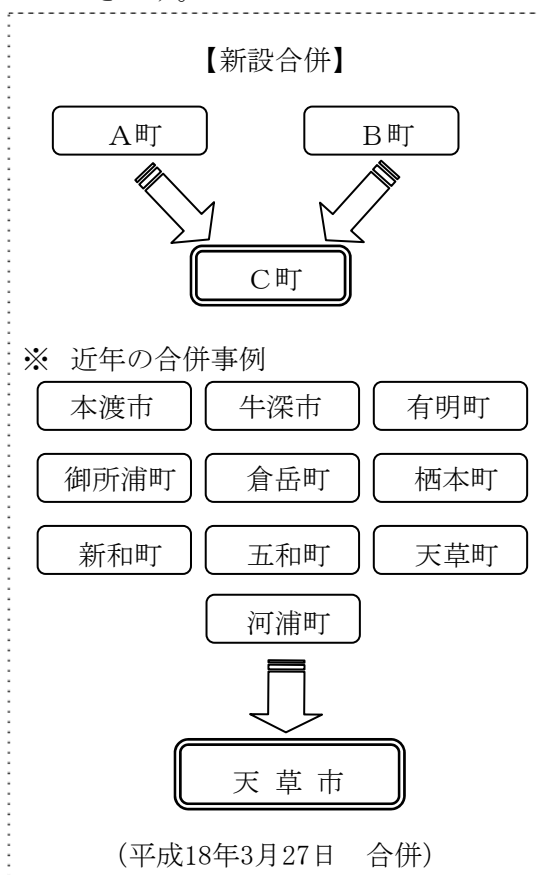 【新設合併】
A町 B町
C町
※ 近年の合併事例
本渡市 牛深市 有明町
御所浦町 倉岳町 栖本町
新和町 五和町 天草町
河浦町
天 草 市
（平成18年3月27日 合併）